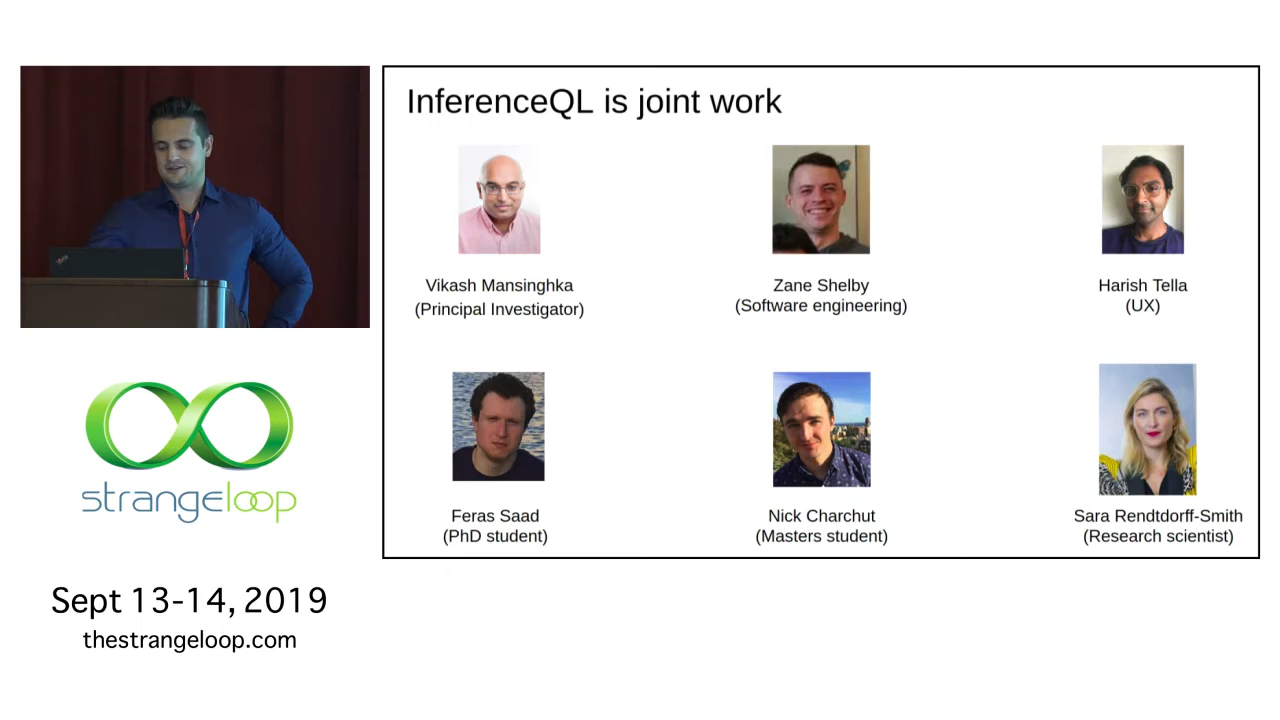 InferenceQL is joint work
Vikash Mansinghka
(Principal Investigator)
Zane Shelby
(Software engineering)
Harish Tella
(UX)
Feras Saad
(PhD student)
Nick Charchut
(Masters student)
Sara Rendtdorff-Smith
(Research scientist)
strangeloop
Sept 13-14, 2019
thestrangeloop.com